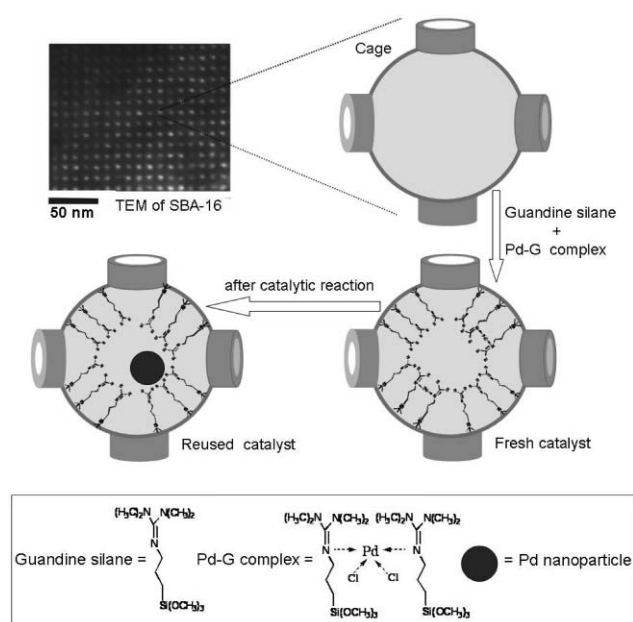 Cage
50 nm
TEM of SBA-16
Guandine silane
+
Pd-G complex
after catalytic reaction
Reused catalyst
Fresh catalyst
(H₃C)₂N N(CH₃)₂
N
Si(OCH₃)₃
Guandine silane =
Pd-G complex =
(H₃C)₂N N(CH₃)₂ (H₃C)₂N N(CH₃)₂
N Pd N
Cl Cl
Si(OCH₃)₃ Si(OCH₃)₃
= Pd nanoparticle